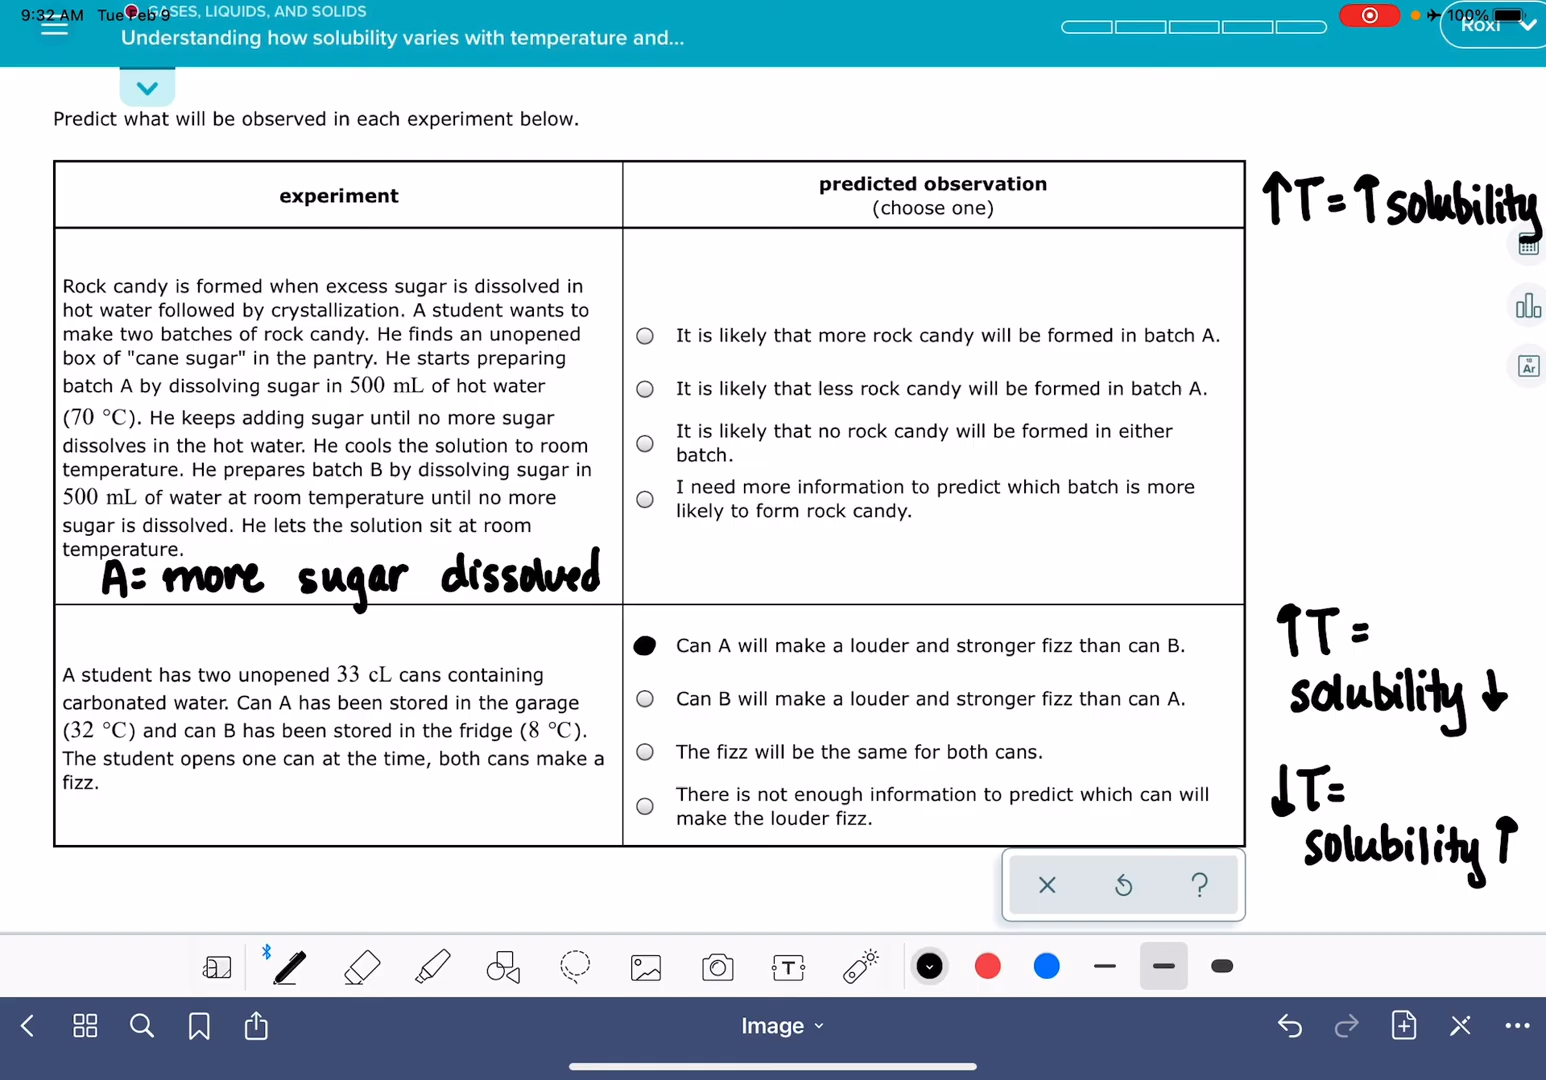 9:32 AM Tue Feb 9
GASES, LIQUIDS, AND SOLIDS
100%
Understanding how solubility varies with temperature and...
Roxi
Predict what will be observed in each experiment below.
experiment
predicted observation
(choose one)
Rock candy is formed when excess sugar is dissolved in
hot water followed by crystallization. A student wants to
make two batches of rock candy. He finds an unopened
box of "cane sugar" in the pantry. He starts preparing
batch A by dissolving sugar in 500 mL of hot water
(70 °C). He keeps adding sugar until no more sugar
dissolves in the hot water. He cools the solution to room
temperature. He prepares batch B by dissolving sugar in
500 mL of water at room temperature until no more
sugar is dissolved. He lets the solution sit at room
temperature.
A= more sugar dissolved
It is likely that more rock candy will be formed in batch A.
It is likely that less rock candy will be formed in batch A.
It is likely that no rock candy will be formed in either
batch.
I need more information to predict which batch is more
likely to form rock candy.
↑T=↑ solubility
18
Ar
A student has two unopened 33 cL cans containing
carbonated water. Can A has been stored in the garage
(32 °C) and can B has been stored in the fridge (8 °C).
The student opens one can at the time, both cans make a
fizz.
Can A will make a louder and stronger fizz than can B.
Can B will make a louder and stronger fizz than can A.
The fizz will be the same for both cans.
There is not enough information to predict which can will
make the louder fizz.
↑T=
solubility ↓
↓T=
solubility ↑
?
a
T
Image